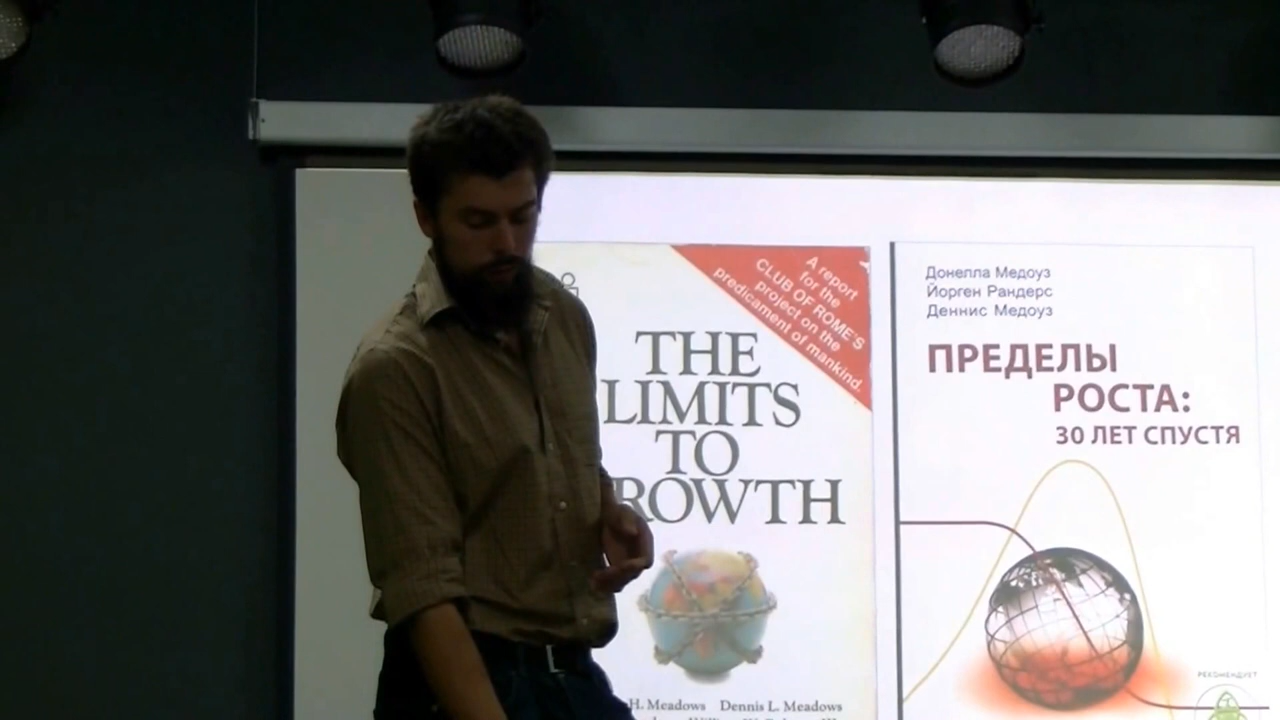 A report
for the
CLUB OF ROME'S
project on the
predicament of mankind.
THE
LIMITS
TO
ROWTH
H. Meadows Dennis L. Meadows
Донелла Медоуз
Йорген Рандерс
Деннис Медоуз
ПРЕДЕЛЫ
РОСТА:
30 ЛЕТ СПУСТЯ
РЕКОМЕНДУЕТ